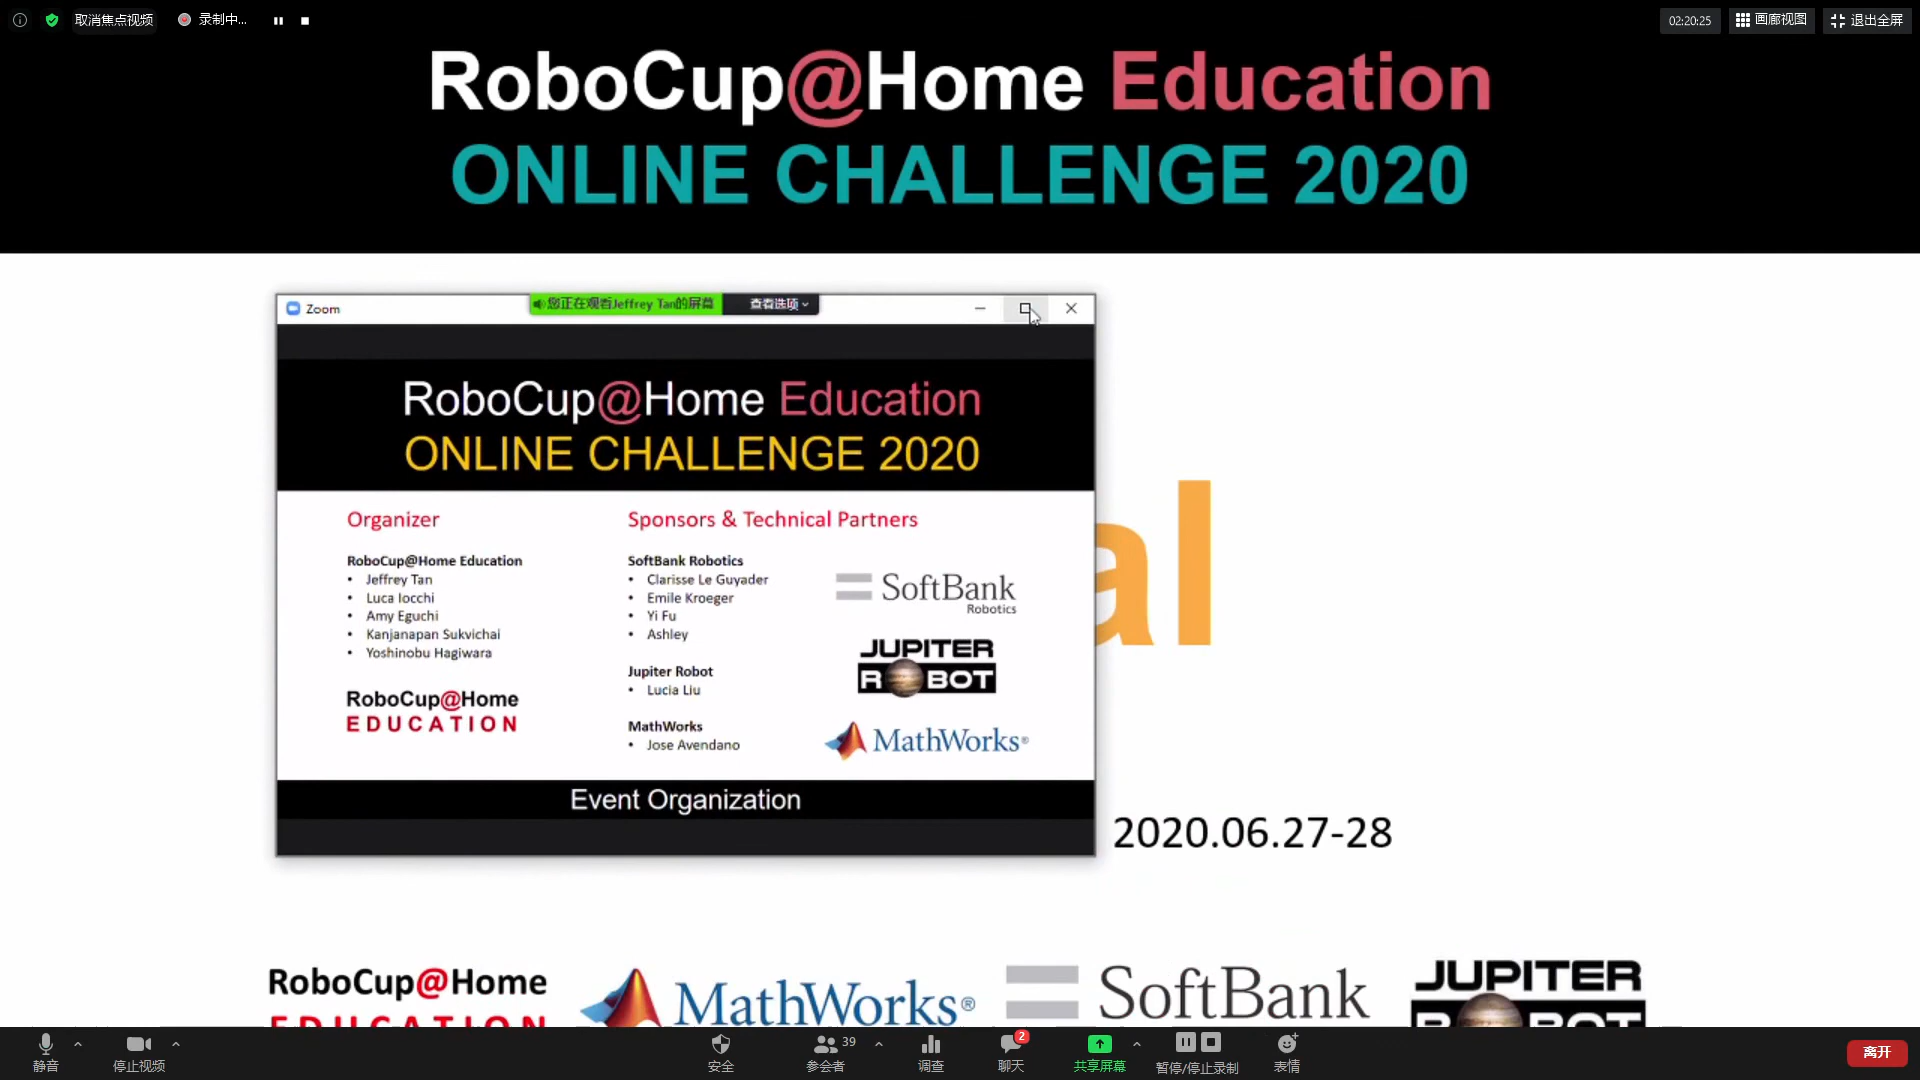 取消焦点视频
录制中...
02:20:25
画廊视图
退出全屏
RoboCup@Home Education
ONLINE CHALLENGE 2020
Zoom
您正在观看Jeffrey Tan的屏幕
查看选项
RoboCup@Home Education
ONLINE CHALLENGE 2020
Organizer
RoboCup@Home Education
• Jeffrey Tan
• Luca Iocchi
• Amy Eguchi
• Kanjanapan Sukvichai
• Yoshinobu Hagiwara
RoboCup@Home
EDUCATION
Sponsors & Technical Partners
SoftBank Robotics
• Clarisse Le Guyader
• Emile Kroeger
• Yi Fu
• Ashley
Jupiter Robot
• Lucia Liu
MathWorks
• Jose Avendano
SoftBank
Robotics
JUPITER
ROBOT
MathWorks®
Event Organization
al
2020.06.27-28
RoboCup@Home
EDUCATION
MathWorks®
SoftBank
JUPITER
ROBOT
静音
停止视频
安全
参会者
39
调查
聊天
2
共享屏幕
暂停/停止录制
表情
离开